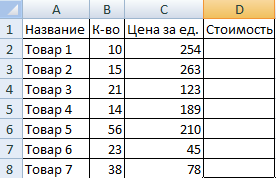 A B C D
1 Название К-во Цена за ед. Стоимость
2 Товар 1 10 254
3 Товар 2 15 263
4 Товар 3 21 123
5 Товар 4 14 189
6 Товар 5 56 210
7 Товар 6 23 45
8 Товар 7 38 78